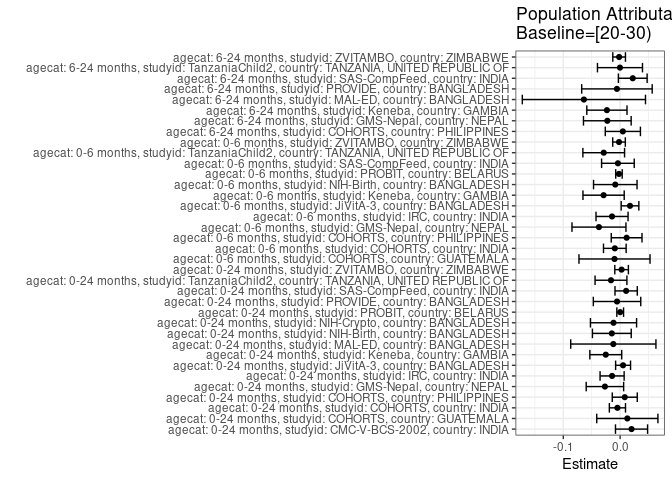 Population Attributa
Baseline=[20-30)
agecat: 6-24 months, studyid: ZVITAMBO, country: ZIMBABWE
agecat: 6-24 months, studyid: TanzaniaChild2, country: TANZANIA, UNITED REPUBLIC OF
agecat: 6-24 months, studyid: SAS-CompFeed, country: INDIA
agecat: 6-24 months, studyid: PROVIDE, country: BANGLADESH
agecat: 6-24 months, studyid: MAL-ED, country: BANGLADESH
agecat: 6-24 months, studyid: Keneba, country: GAMBIA
agecat: 6-24 months, studyid: GMS-Nepal, country: NEPAL
agecat: 6-24 months, studyid: COHORTS, country: PHILIPPINES
agecat: 0-6 months, studyid: ZVITAMBO, country: ZIMBABWE
agecat: 0-6 months, studyid: TanzaniaChild2, country: TANZANIA, UNITED REPUBLIC OF
agecat: 0-6 months, studyid: SAS-CompFeed, country: INDIA
agecat: 0-6 months, studyid: PROBIT, country: BELARUS
agecat: 0-6 months, studyid: NIH-Birth, country: BANGLADESH
agecat: 0-6 months, studyid: Keneba, country: GAMBIA
agecat: 0-6 months, studyid: JiVitA-3, country: BANGLADESH
agecat: 0-6 months, studyid: IRC, country: INDIA
agecat: 0-6 months, studyid: GMS-Nepal, country: NEPAL
agecat: 0-6 months, studyid: COHORTS, country: PHILIPPINES
agecat: 0-6 months, studyid: COHORTS, country: INDIA
agecat: 0-6 months, studyid: COHORTS, country: GUATEMALA
agecat: 0-24 months, studyid: ZVITAMBO, country: ZIMBABWE
agecat: 0-24 months, studyid: TanzaniaChild2, country: TANZANIA, UNITED REPUBLIC OF
agecat: 0-24 months, studyid: SAS-CompFeed, country: INDIA
agecat: 0-24 months, studyid: PROVIDE, country: BANGLADESH
agecat: 0-24 months, studyid: PROBIT, country: BELARUS
agecat: 0-24 months, studyid: NIH-Crypto, country: BANGLADESH
agecat: 0-24 months, studyid: NIH-Birth, country: BANGLADESH
agecat: 0-24 months, studyid: MAL-ED, country: BANGLADESH
agecat: 0-24 months, studyid: Keneba, country: GAMBIA
agecat: 0-24 months, studyid: JiVitA-3, country: BANGLADESH
agecat: 0-24 months, studyid: IRC, country: INDIA
agecat: 0-24 months, studyid: GMS-Nepal, country: NEPAL
agecat: 0-24 months, studyid: COHORTS, country: PHILIPPINES
agecat: 0-24 months, studyid: COHORTS, country: INDIA
agecat: 0-24 months, studyid: COHORTS, country: GUATEMALA
agecat: 0-24 months, studyid: CMC-V-BCS-2002, country: INDIA
-0.1 0.0
Estimate